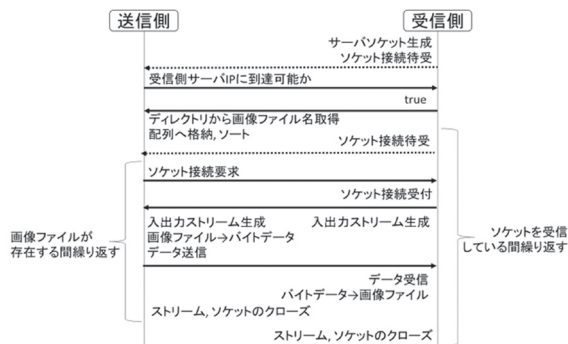 送信側
受信側
サーバソケット生成
ソケット接続待受
受信側サーバIPに到達可能か
true
ディレクトリから画像ファイル名取得
配列へ格納, ソート
ソケット接続待受
ソケット接続要求
ソケット接続受付
入出力ストリーム生成
入出力ストリーム生成
画像ファイル→バイトデータ
データ送信
画像ファイルが
存在する間繰り返す
ソケットを受信
している間繰り返す
データ受信
バイトデータ→画像ファイル
ストリーム, ソケットのクローズ
ストリーム, ソケットのクローズ